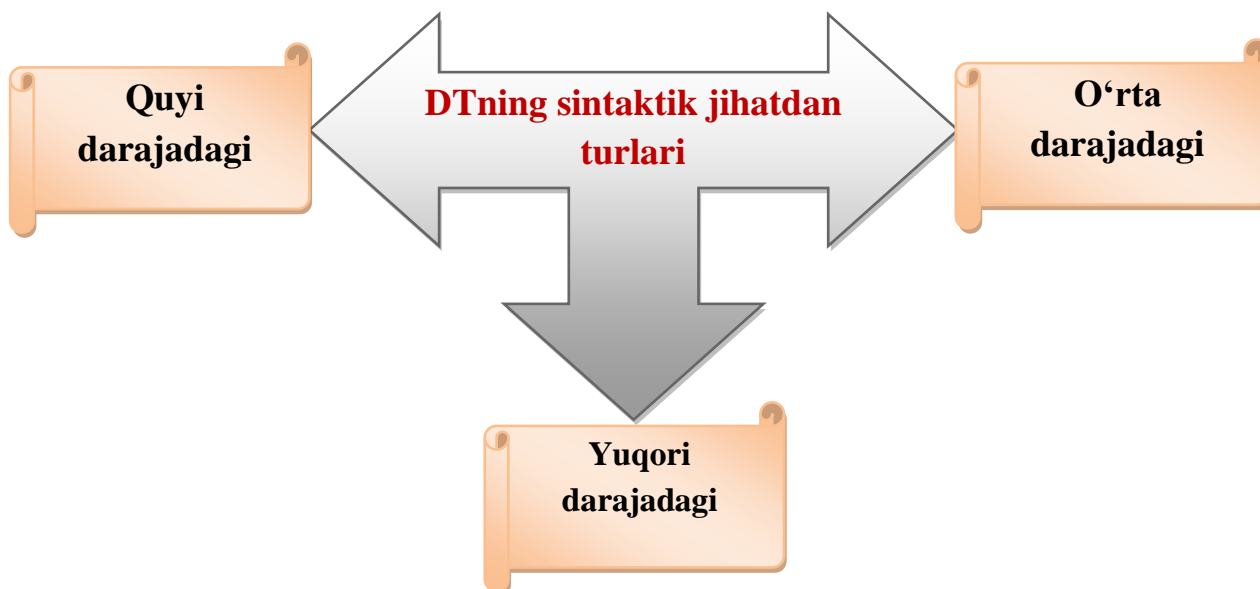 Quyi
darajadagi
DTning sintaktik jihatdan
turlari
O‘rta
darajadagi
Yuqori
darajadagi